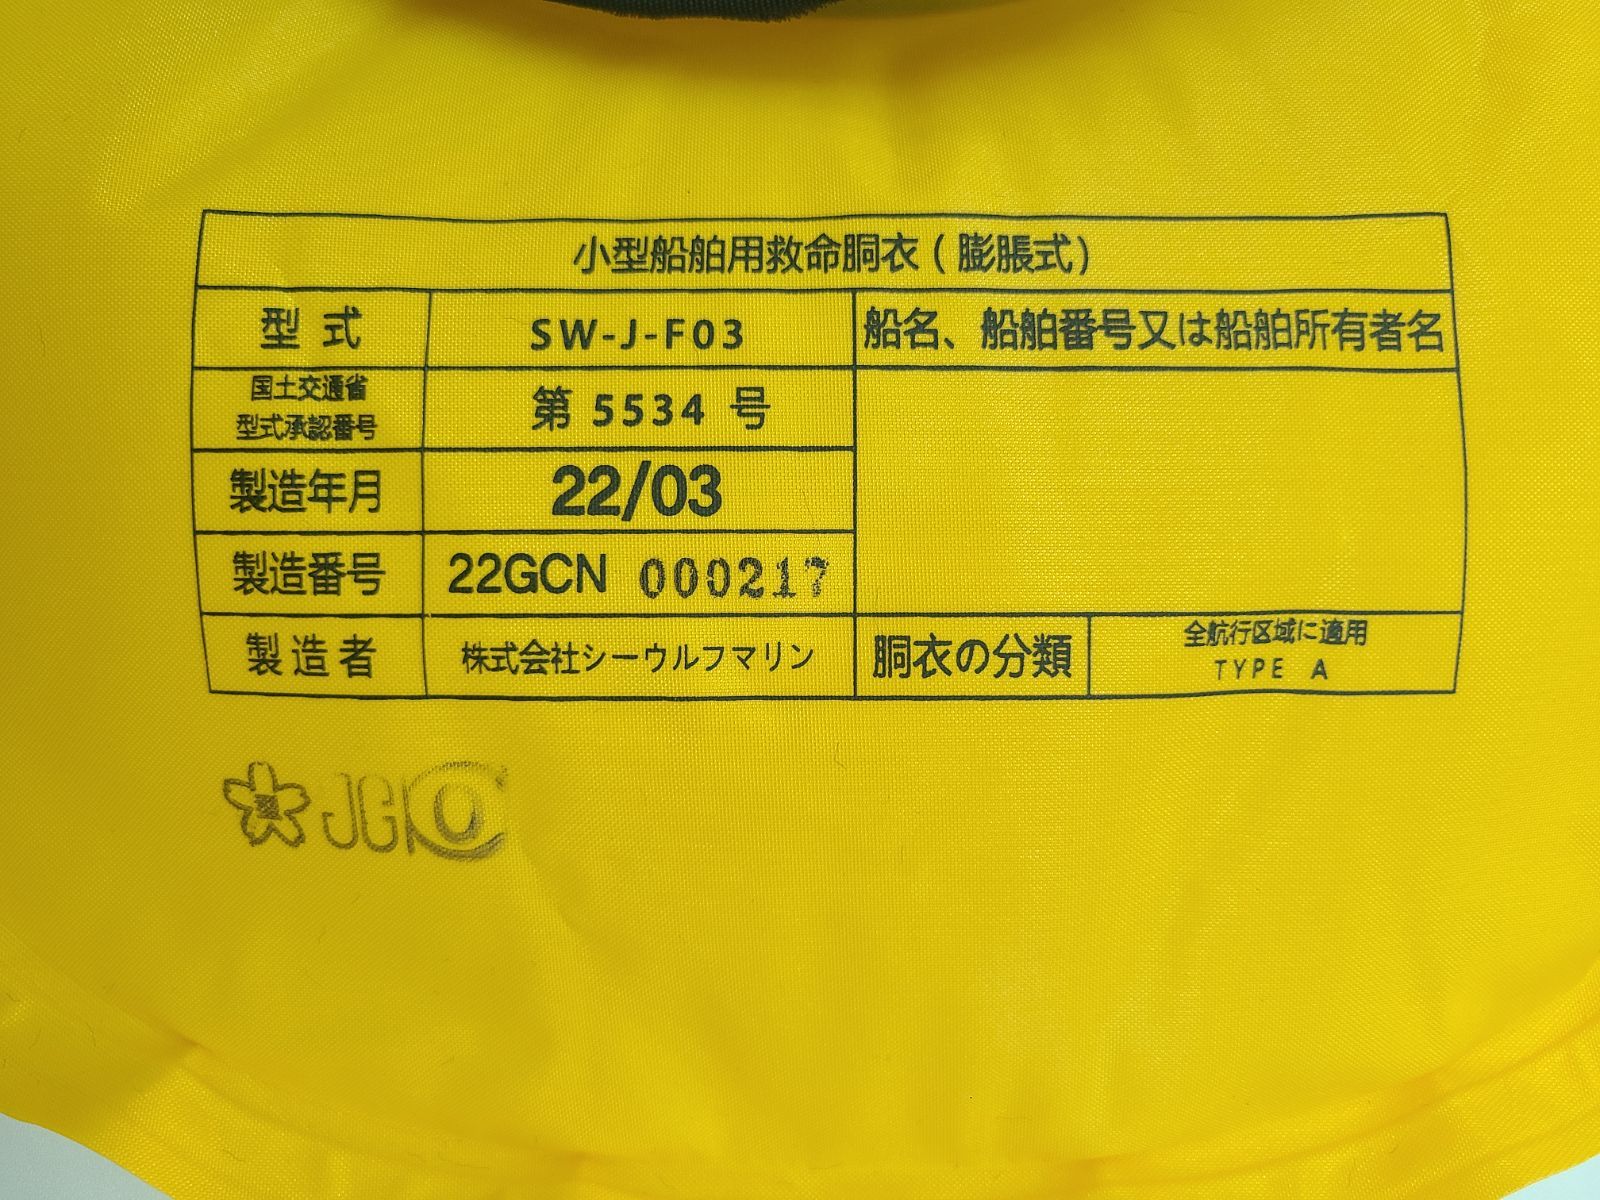 小型船舶用救命胴衣(膨脹式)
型式 SW-J-F03 船名、船舶番号又は船舶所有者名
国土交通省
型式承認番号 第 5534 号
製造年月 22/03
製造番号 22GCN 000217
製造者 株式会社シーウルフマリン 胴衣の分類
全航行区域に適用
TYPE A